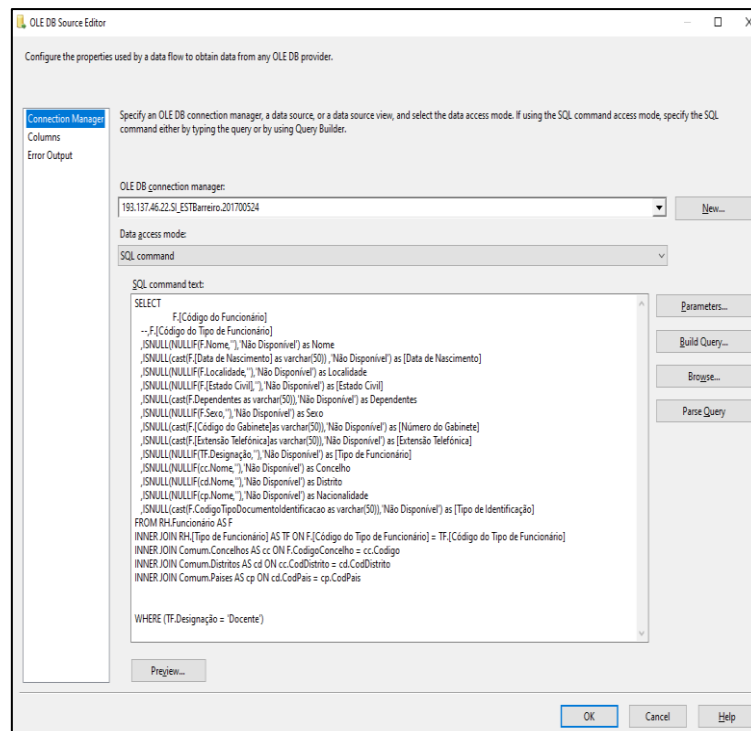 OLE DB Source Editor
Configure the properties used by a data flow to obtain data from any OLE DB provider.
Connection Manager
Columns
Error Output
Specify an OLE DB connection manager, a data source, or a data source view, and select the data access mode. If using the SQL command access mode, specify the SQL
command either by typing the query or by using Query Builder.
OLE DB connection manager:
193.137.46.22.SI_ESTBarreiro.201700524
New...
Data access mode:
SQL command
SQL command text:
SELECT
F.[Código do Funcionário]
--,F.[Código do Tipo de Funcionário]
,ISNULL(NULLIF(F.Nome,''),'Não Disponível') as Nome
,ISNULL(cast(F.[Data de Nascimento] as varchar(50)) ,'Não Disponível') as [Data de Nascimento]
,ISNULL(NULLIF(F.Localidade,''),'Não Disponível') as Localidade
,ISNULL(NULLIF(F.[Estado Civil],''),'Não Disponível') as [Estado Civil]
,ISNULL(cast(F.Dependentes as varchar(50)),'Não Disponível') as Dependentes
,ISNULL(NULLIF(F.Sexo,''),'Não Disponível') as Sexo
,ISNULL(cast(F.[Código do Gabinete]as varchar(50)),'Não Disponível') as [Número do Gabinete]
,ISNULL(cast(F.[Extensão Telefónica]as varchar(50)),'Não Disponível') as [Extensão Telefónica]
,ISNULL(NULLIF(TF.Designação,''),'Não Disponível') as [Tipo de Funcionário]
,ISNULL(NULLIF(cc.Nome,''),'Não Disponível') as Concelho
,ISNULL(NULLIF(cd.Nome,''),'Não Disponível') as Distrito
,ISNULL(NULLIF(cp.Nome,''),'Não Disponível') as Nacionalidade
,ISNULL(cast(F.CodigoTipoDocumentoIdentificacao as varchar(50)),'Não Disponível') as [Tipo de Identificação]
FROM RH.Funcionário AS F
INNER JOIN RH.[Tipo de Funcionário] AS TF ON F.[Código do Tipo de Funcionário] = TF.[Código do Tipo de Funcionário]
INNER JOIN Comum.Concelhos AS cc ON F.CodigoConcelho = cc.Codigo
INNER JOIN Comum.Distritos AS cd ON cc.CodDistrito = cd.CodDistrito
INNER JOIN Comum.Paises AS cp ON cd.CodPais = cp.CodPais
WHERE (TF.Designação = 'Docente')
Parameters...
Build Query...
Browse...
Parse Query
Preview...
OK
Cancel
Help